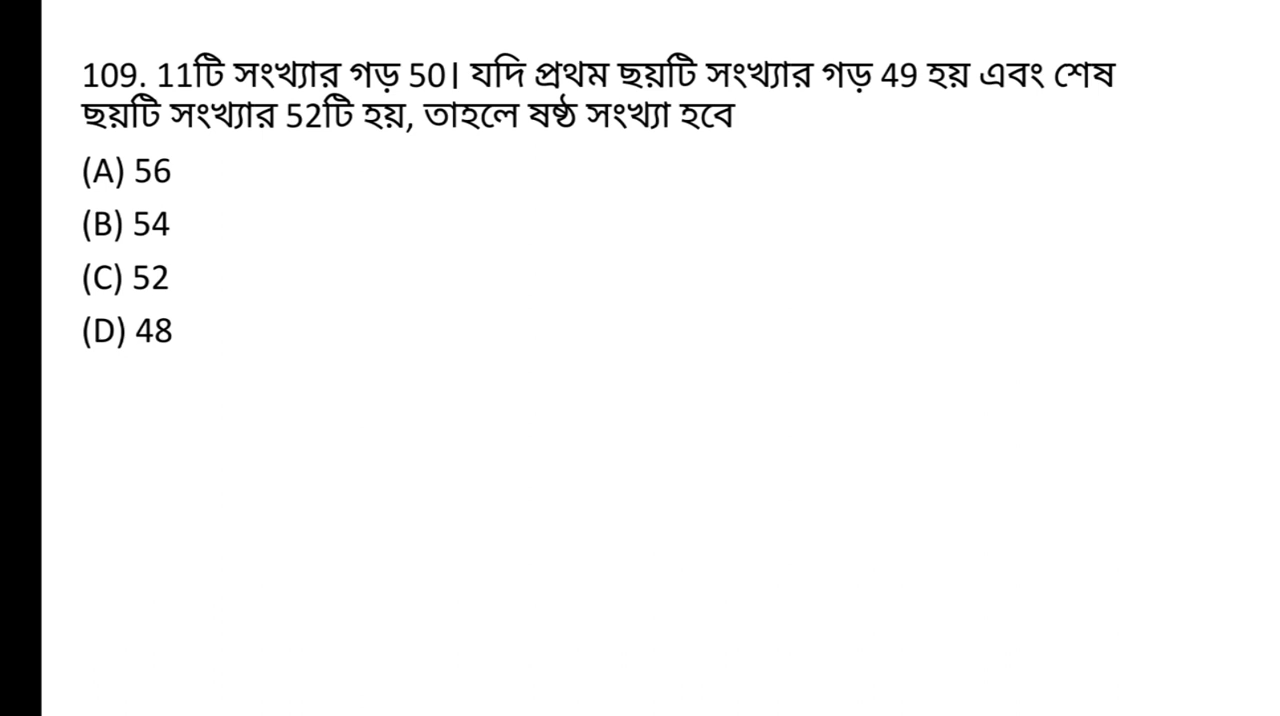 109. 11টি সংখ্যার গড় 50। যদি প্রথম ছয়টি সংখ্যার গড় 49 হয় এবং শেষ
ছয়টি সংখ্যার 52টি হয়, তাহলে ষষ্ঠ সংখ্যা হবে
(A) 56
(B) 54
(C) 52
(D) 48